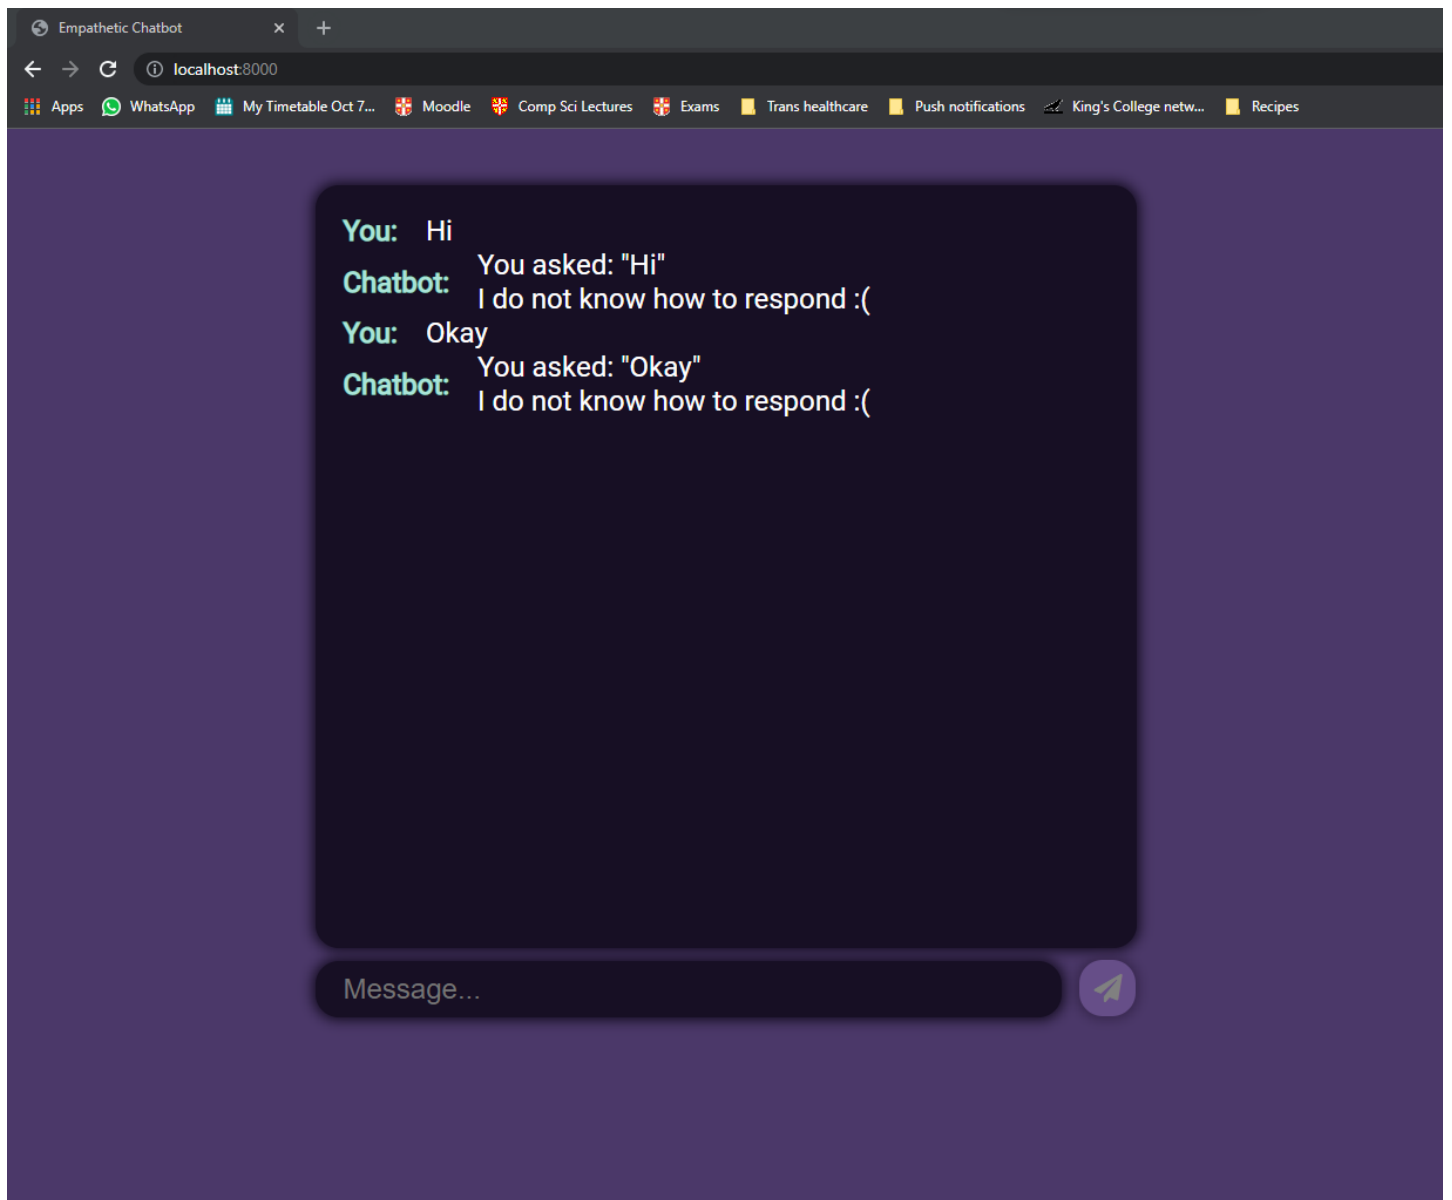 Empathetic Chatbot
localhost:8000
Apps WhatsApp My Timetable Oct 7... Moodle Comp Sci Lectures Exams Trans healthcare Push notifications King's College netw... Recipes
You: Hi
Chatbot: You asked: "Hi"
I do not know how to respond :(
You: Okay
Chatbot: You asked: "Okay"
I do not know how to respond :(
Message...